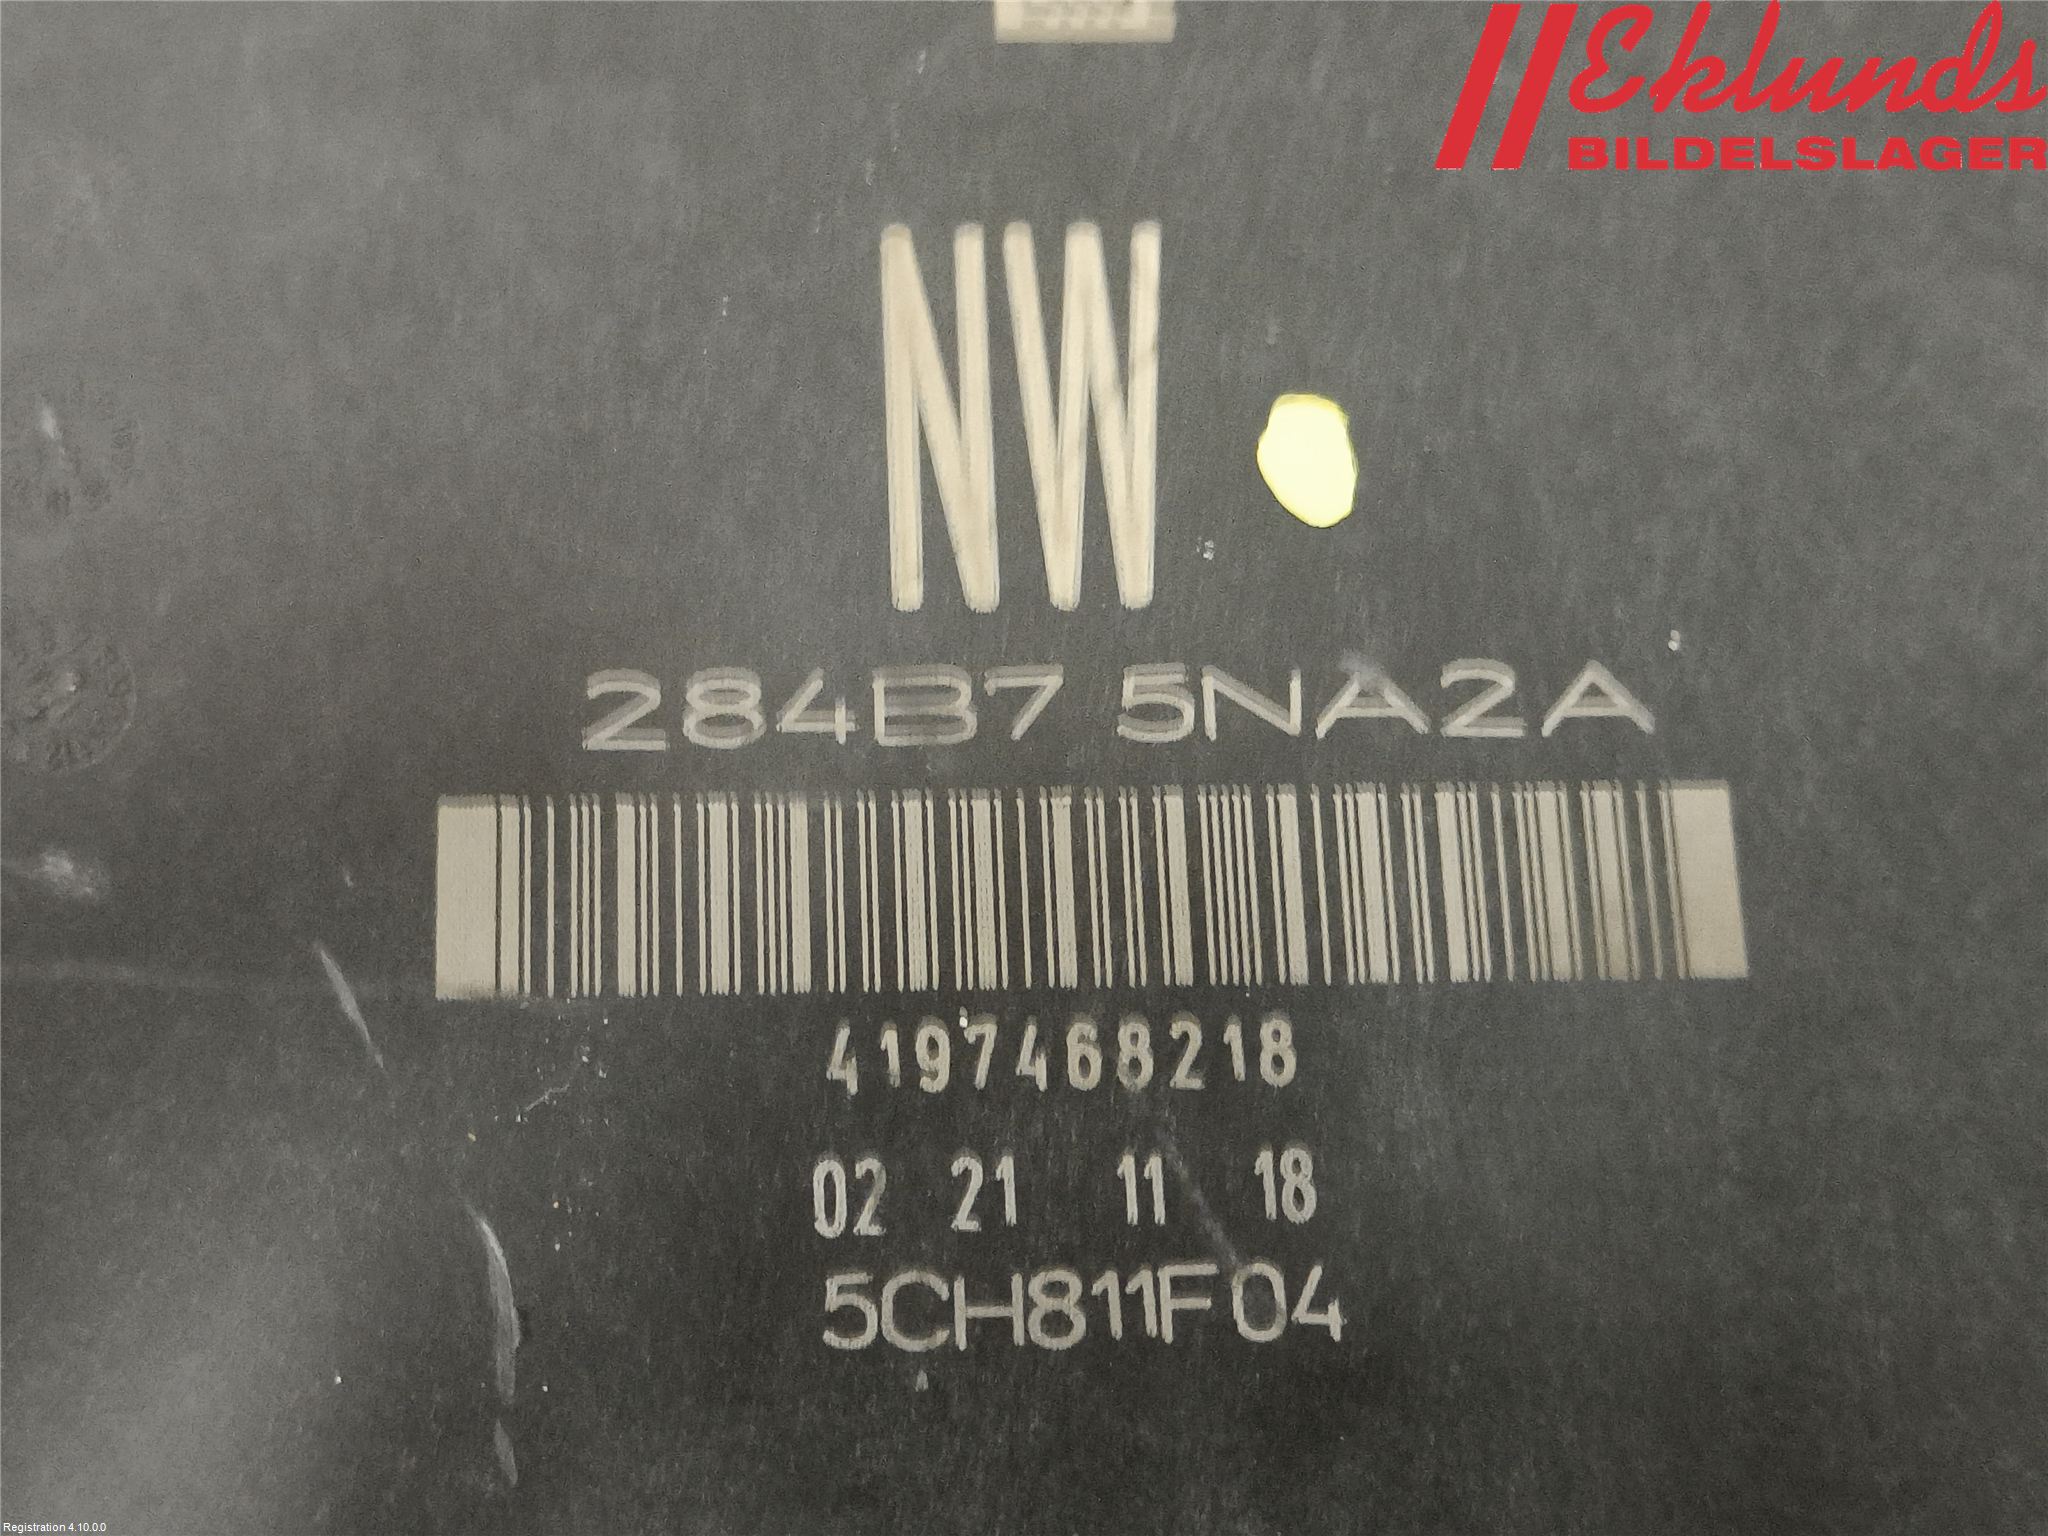 Eklunds
BILDELSLAGER
NW
284B7 5NA2A
4197468218
02 21 11 18
5CH811F04
Registration 4.10.0.0